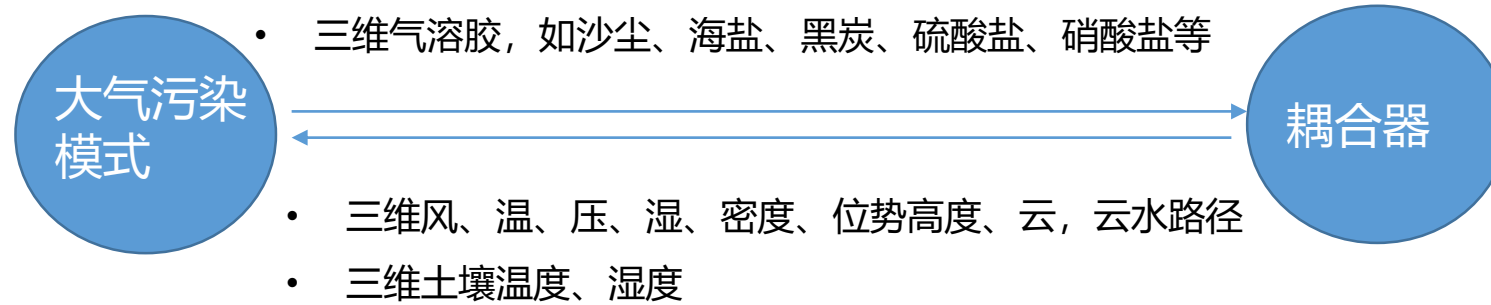 • 三维气溶胶，如沙尘、海盐、黑炭、硫酸盐、硝酸盐等
大气污染
模式
耦合器
• 三维风、温、压、湿、密度、位势高度、云，云水路径
• 三维土壤温度、湿度